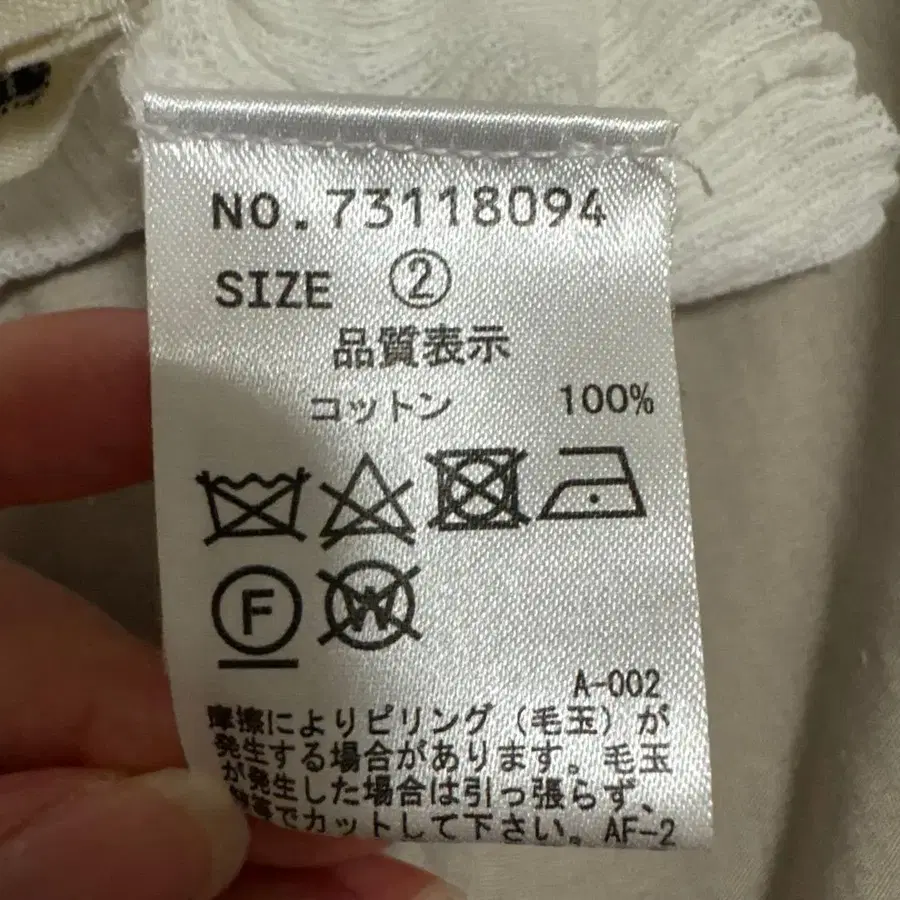 NO.73118094
SIZE ②
品質表示
コットン 100%
F W
A-002
摩擦によりピリング(毛玉)が
発生する場合があります。毛玉
が発生した場合は引っ張らず、
でカットして下さい。AF-2